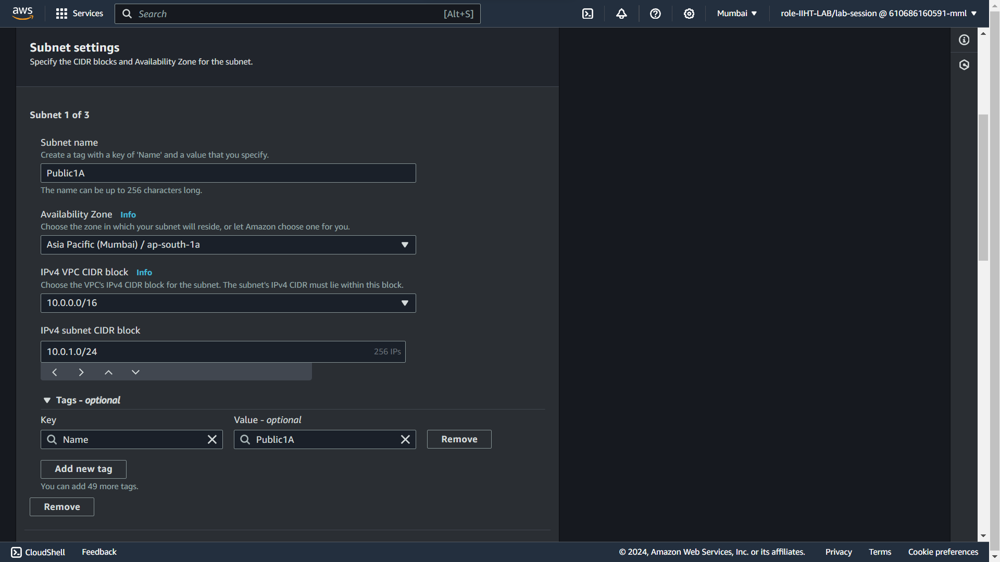 aws
Services
Search
[Alt+S]
Mumbai
role-IIHT-LAB/lab-session @ 610686160591-mml
Subnet settings
Specify the CIDR blocks and Availability Zone for the subnet.
Subnet 1 of 3
Subnet name
Create a tag with a key of 'Name' and a value that you specify.
Public1A
The name can be up to 256 characters long.
Availability Zone Info
Choose the zone in which your subnet will reside, or let Amazon choose one for you.
Asia Pacific (Mumbai) / ap-south-1a
IPv4 VPC CIDR block Info
Choose the VPC's IPv4 CIDR block for the subnet. The subnet's IPv4 CIDR must lie within this block.
10.0.0.0/16
IPv4 subnet CIDR block
10.0.1.0/24 256 IPs
Tags - optional
Key Value - optional
Name Public1A Remove
Add new tag
You can add 49 more tags.
Remove
CloudShell Feedback © 2024, Amazon Web Services, Inc. or its affiliates. Privacy Terms Cookie preferences